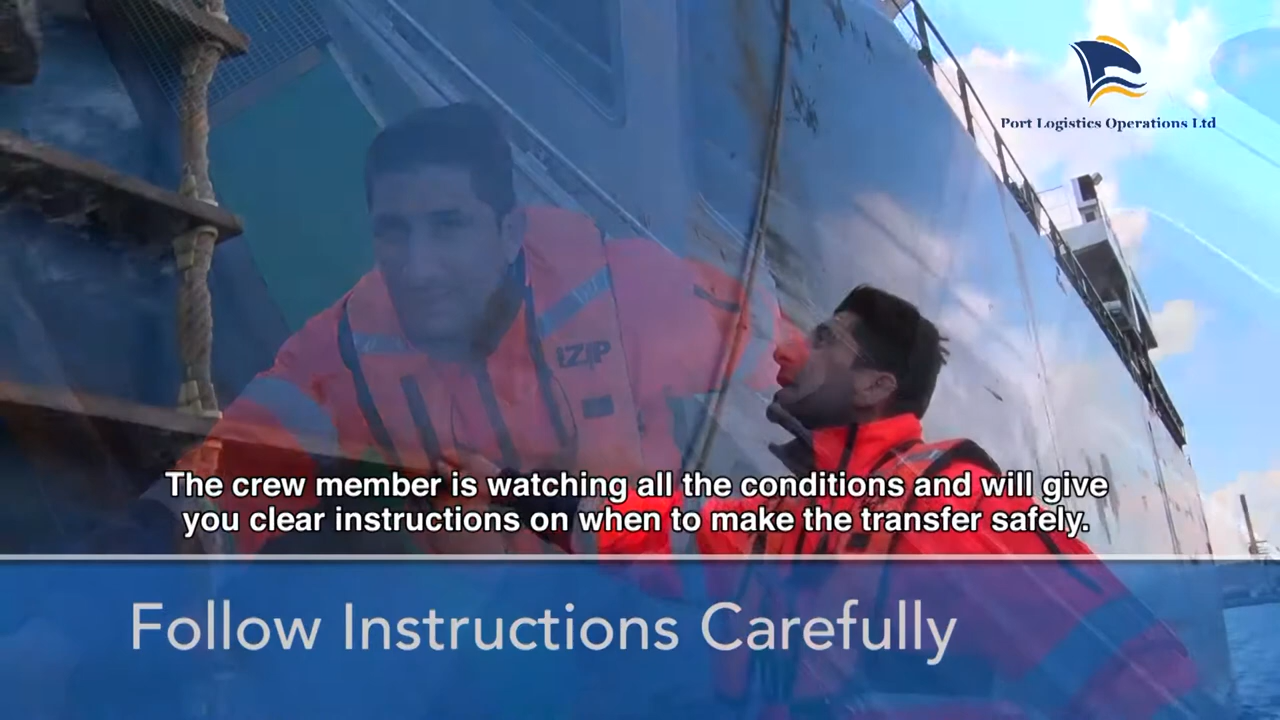 Port Logistics Operations Ltd
The crew member is watching all the conditions and will give
you clear instructions on when to make the transfer safely.
Follow Instructions Carefully